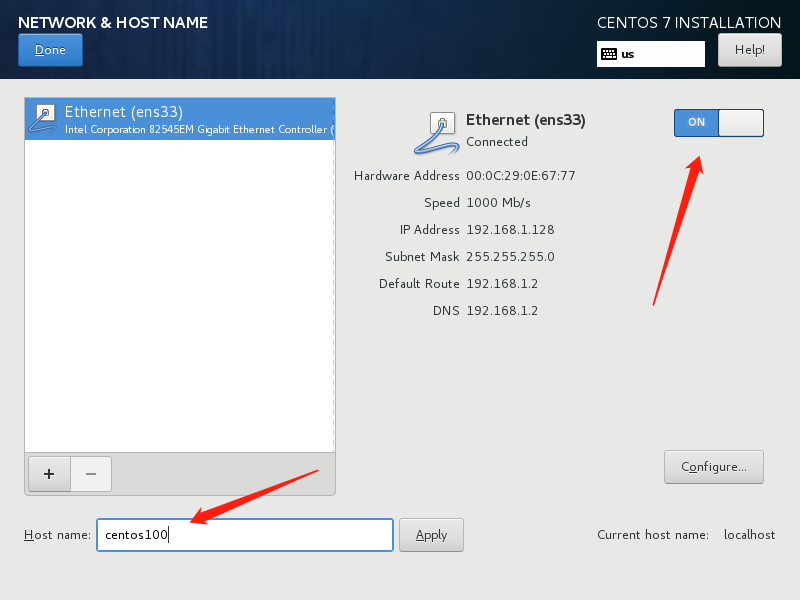 NETWORK & HOST NAME
CENTOS 7 INSTALLATION
Done
us
Help!
Ethernet (ens33)
Intel Corporation 82545EM Gigabit Ethernet Controller (
Ethernet (ens33)
Connected
ON
Hardware Address 00:0C:29:0E:67:77
Speed 1000 Mb/s
IP Address 192.168.1.128
Subnet Mask 255.255.255.0
Default Route 192.168.1.2
DNS 192.168.1.2
+ −
Configure...
Host name: centos100 Apply
Current host name: localhost